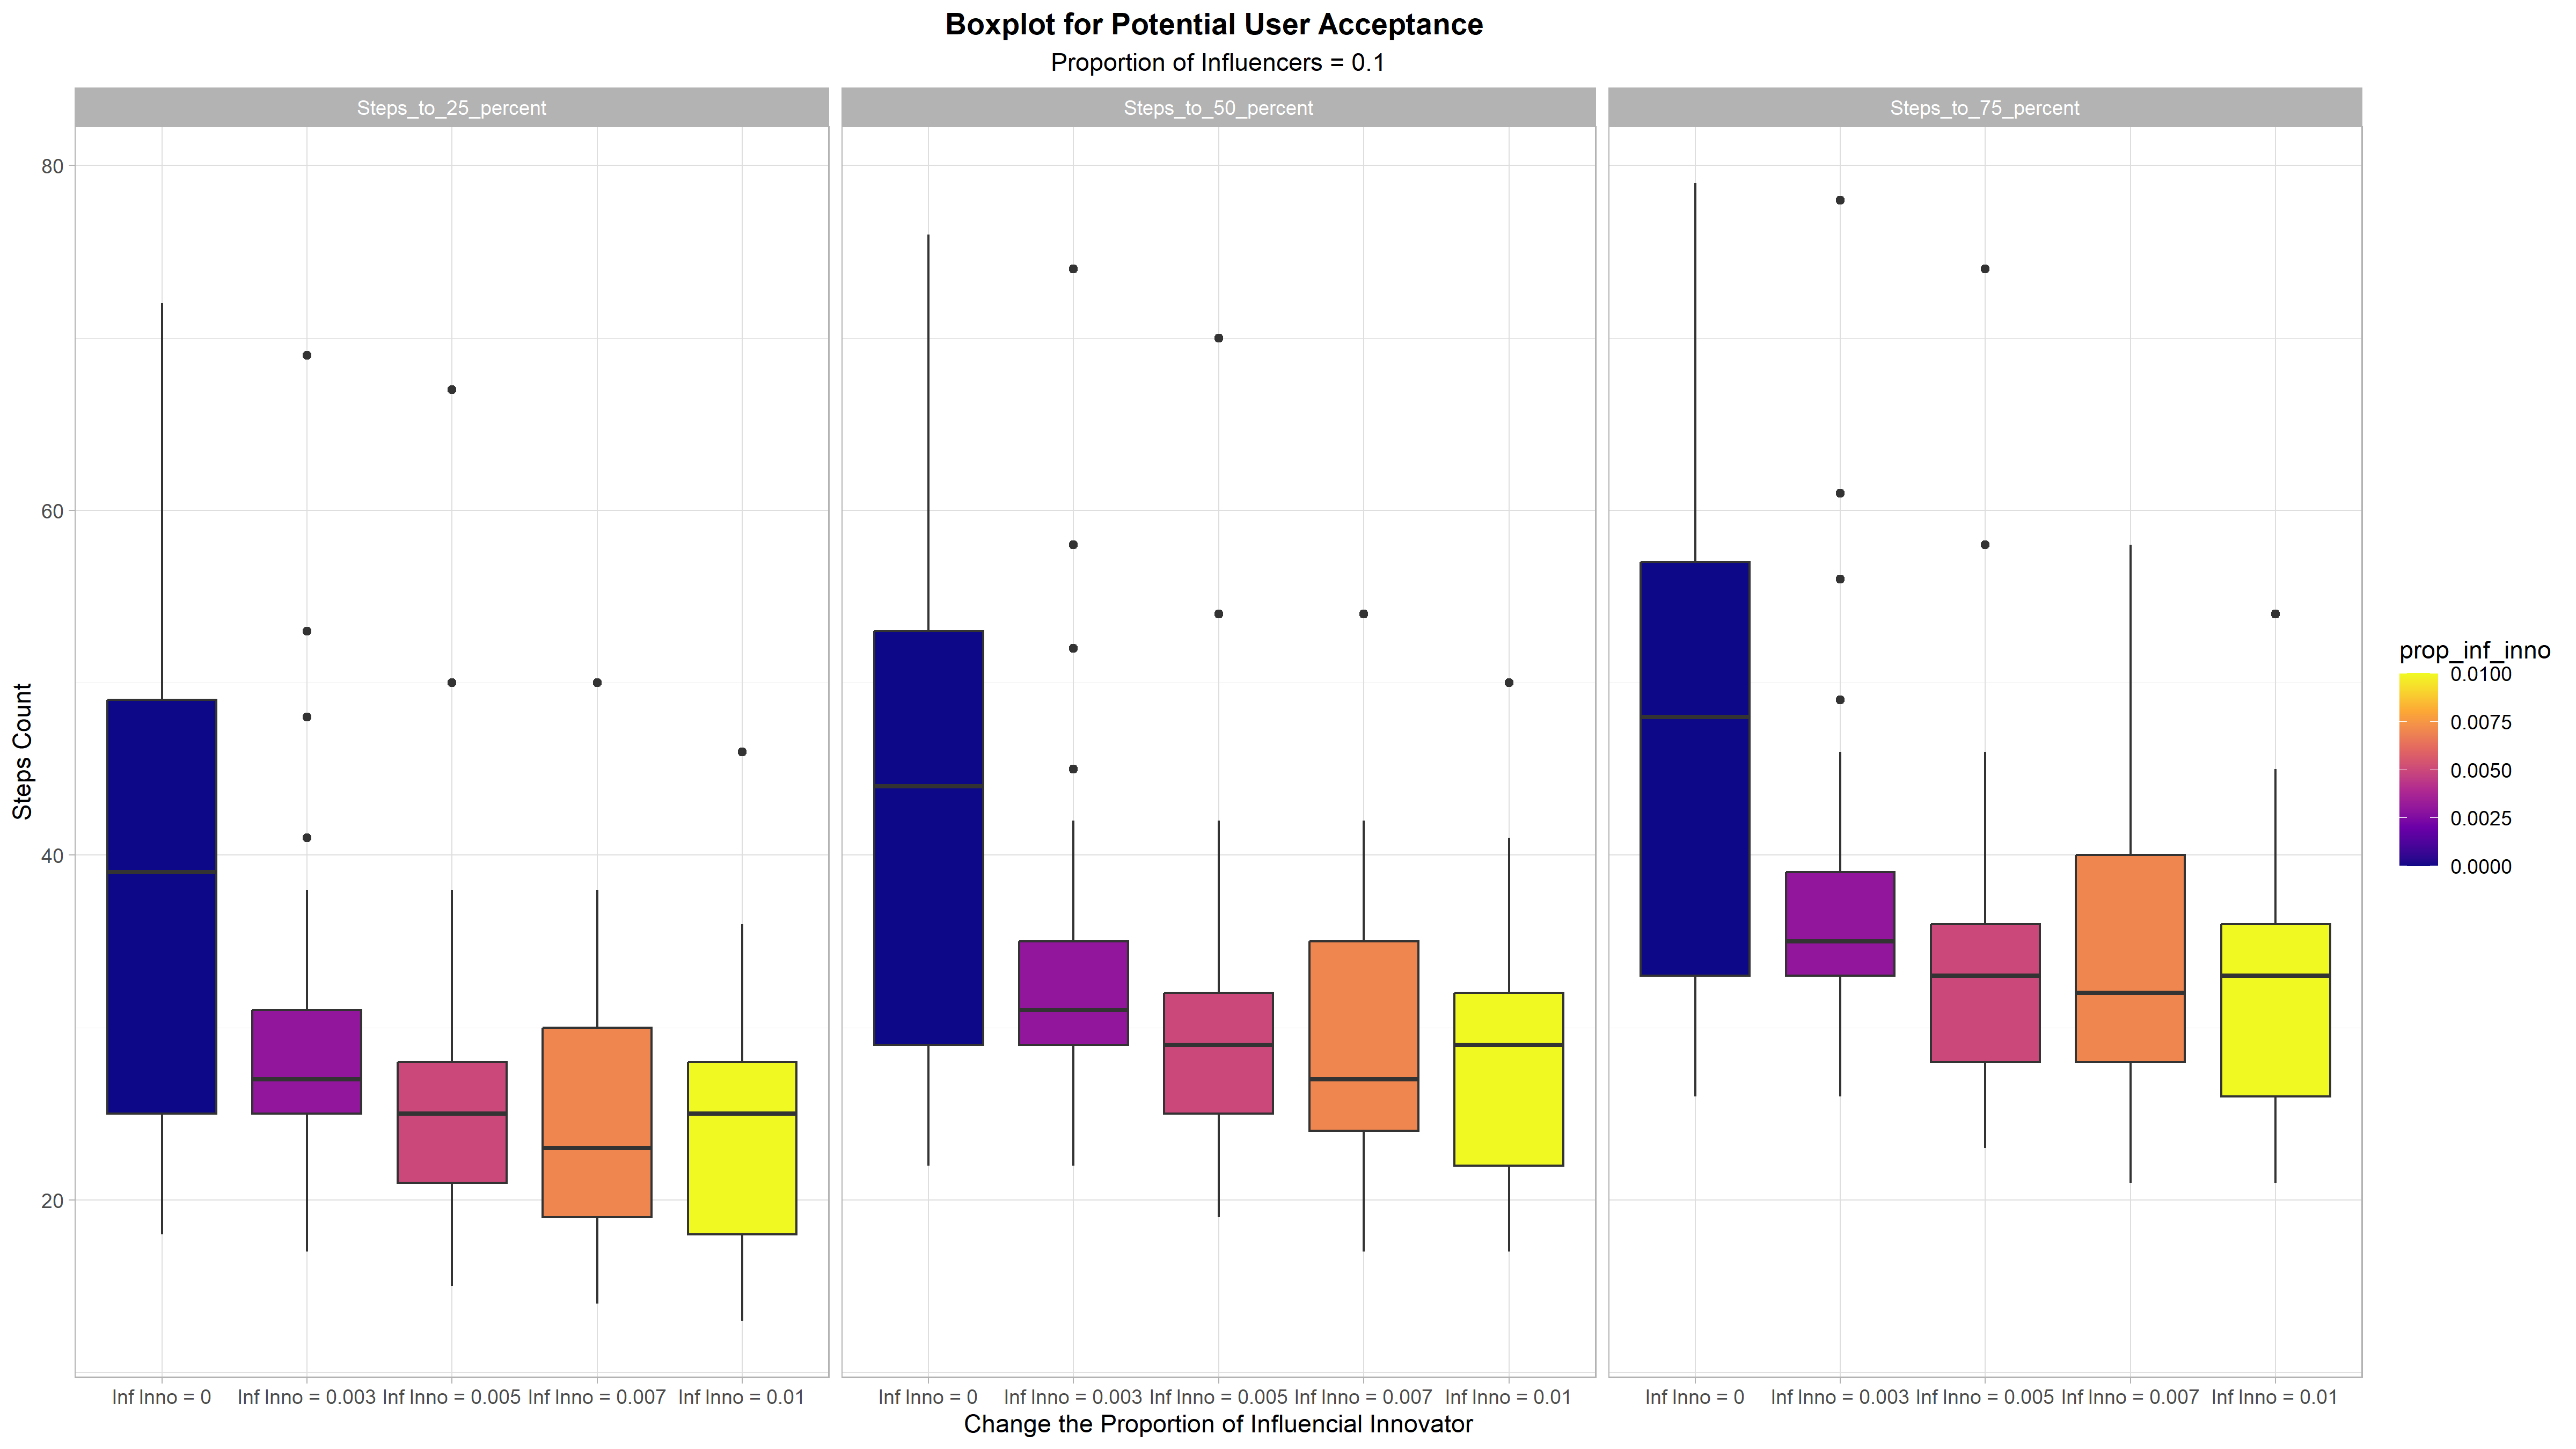 Boxplot for Potential User Acceptance
Proportion of Influencers = 0.1
Steps_to_25_percent
Steps_to_50_percent
Steps_to_75_percent
80
60
40
20
Steps Count
Inf Inno = 0
Inf Inno = 0.003
Inf Inno = 0.005
Inf Inno = 0.007
Inf Inno = 0.01
Inf Inno = 0
Inf Inno = 0.003
Inf Inno = 0.005
Inf Inno = 0.007
Inf Inno = 0.01
Inf Inno = 0
Inf Inno = 0.003
Inf Inno = 0.005
Inf Inno = 0.007
Inf Inno = 0.01
Change the Proportion of Influencial Innovator
prop_inf_inno
0.0100
0.0075
0.0050
0.0025
0.0000